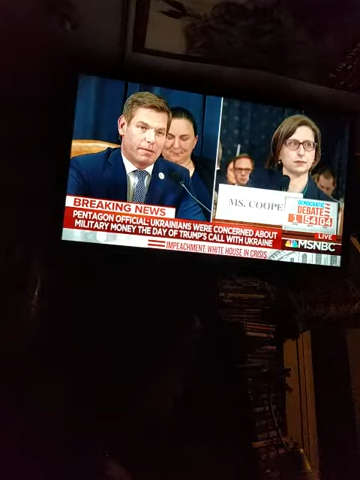 MS. COOPE
DEMOCRATIC
DEBATE
BREAKING NEWS
PENTAGON OFFICIAL: UKRAINIANS WERE CONCERNED ABOUT
MILITARY MONEY THE DAY OF TRUMP'S CALL WITH UKRAINE
LIVE
MSNBC
IMPEACHMENT: WHITE HOUSE IN CRISIS